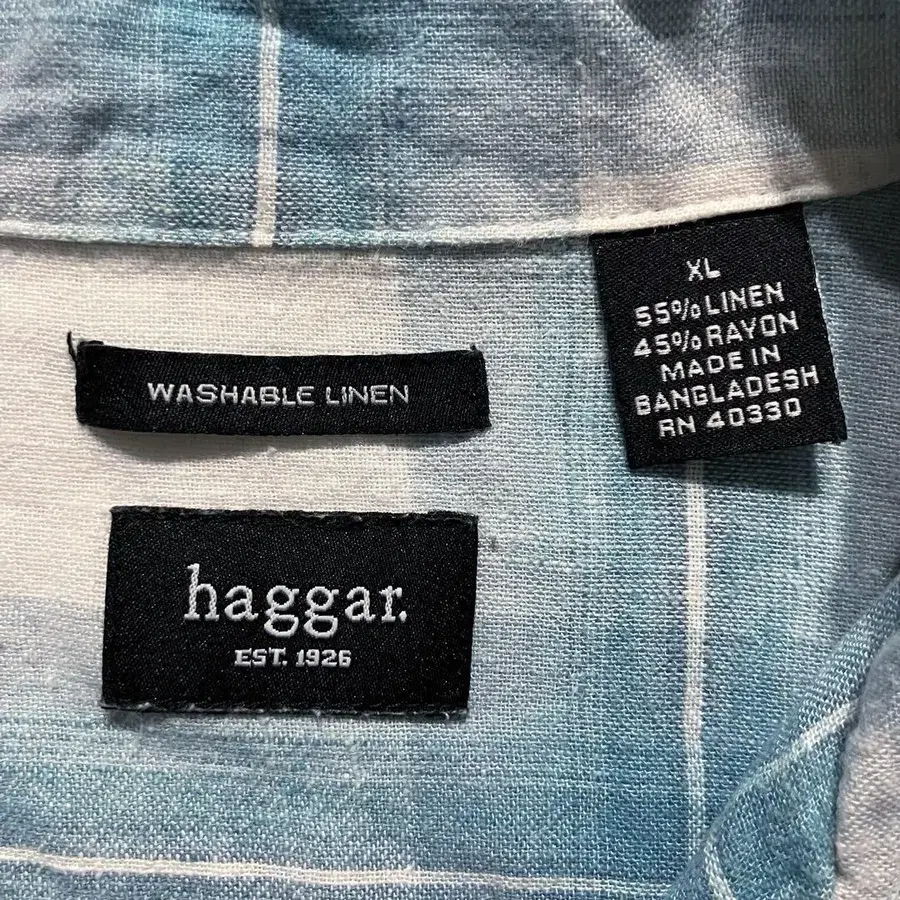 XL
55% LINEN
45% RAYON
MADE IN
BANGLADESH
RN 40330
WASHABLE LINEN
haggar.
EST. 1926